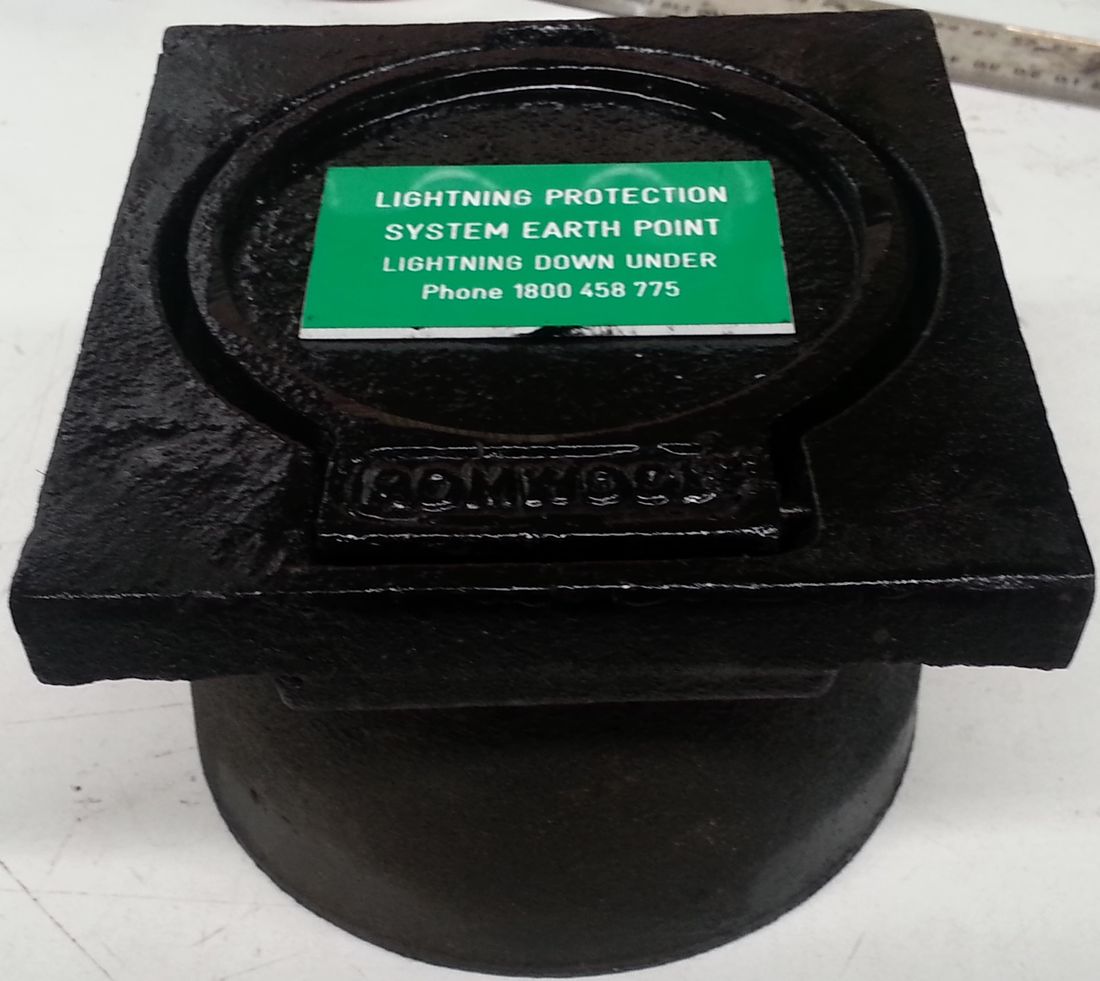 LIGHTNING PROTECTION
SYSTEM EARTH POINT
LIGHTNING DOWN UNDER
Phone 1800 458 775